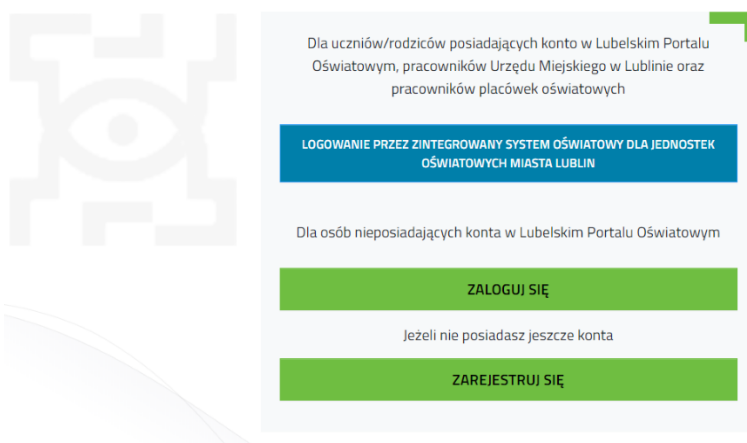 Dla uczniów/rodziców posiadających konto w Lubelskim Portalu
Oświatowym, pracowników Urzędu Miejskiego w Lublinie oraz
pracowników placówek oświatowych
LOGOWANIE PRZEZ ZINTEGROWANY SYSTEM OŚWIATOWY DLA JEDNOSTEK
OŚWIATOWYCH MIASTA LUBLIN
Dla osób nieposiadających konta w Lubelskim Portalu Oświatowym
ZALOGUJ SIĘ
Jeżeli nie posiadasz jeszcze konta
ZAREJESTRUJ SIĘ